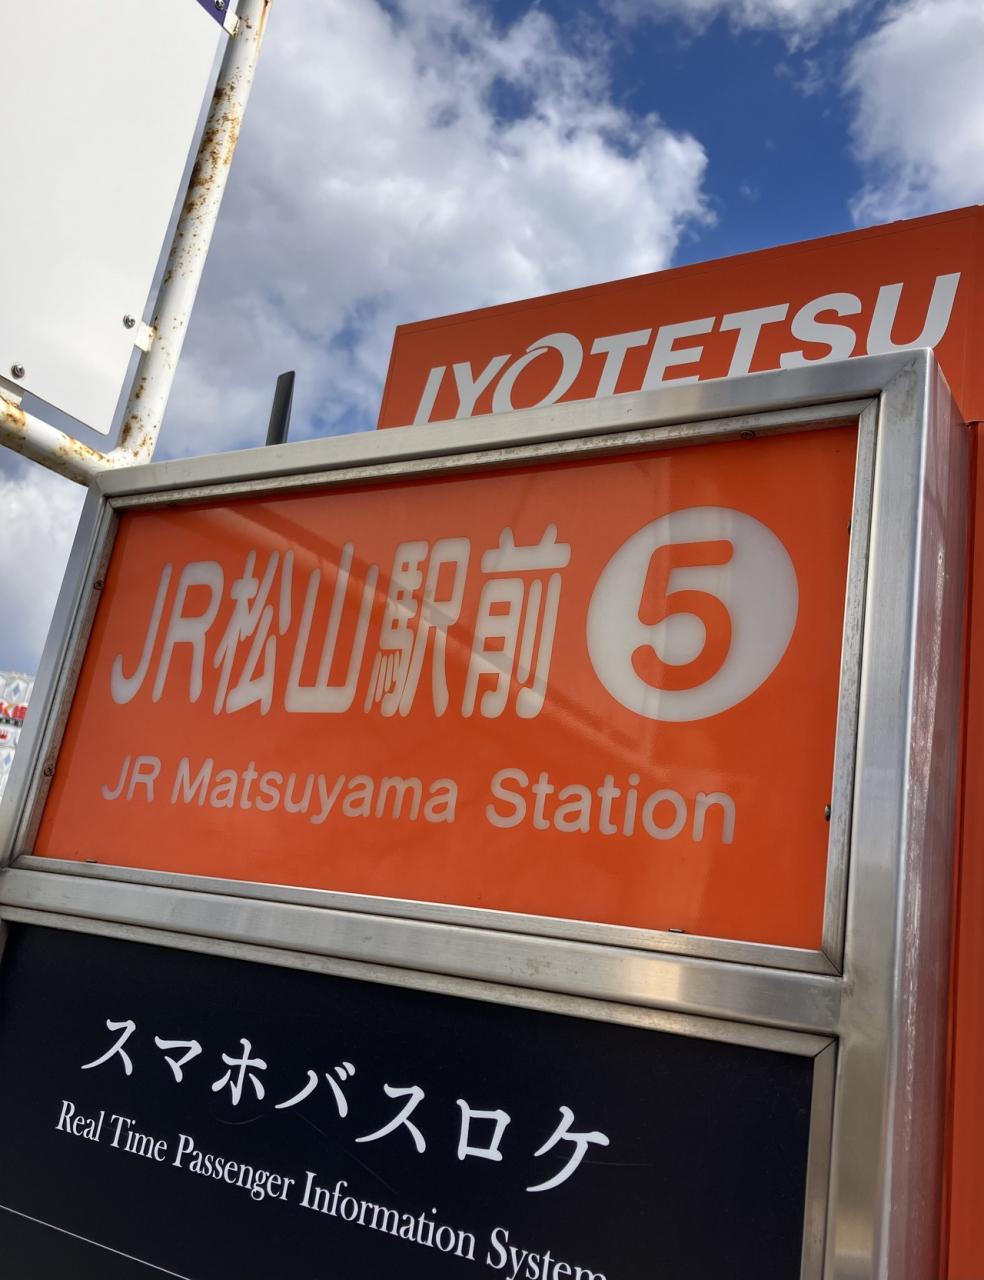 IYOTETSU
JR松山駅前 5
JR Matsuyama Station
スマホバスロケ
Real Time Passenger Information System